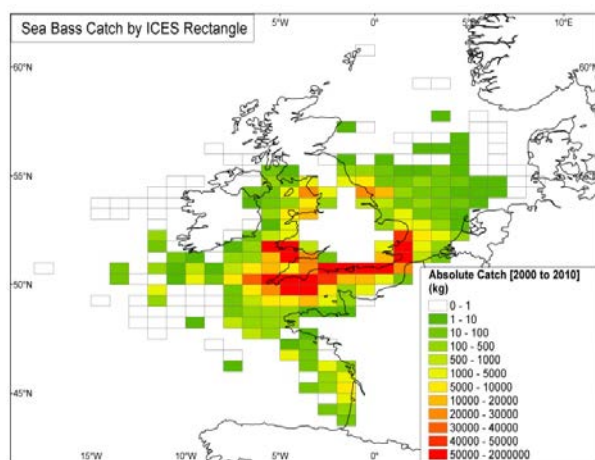 Sea Bass Catch by ICES Rectangle
5°W 0° 5°E 10°E
60°N 60°N
55°N 55°N
50°N
45°N
15°W 10°W 5°W 0°
Absolute Catch [2000 to 2010]
(kg)
0 - 1
1 - 10
10 - 100
100 - 500
500 - 1000
1000 - 5000
5000 - 10000
10000 - 20000
20000 - 30000
30000 - 40000
40000 - 50000
50000 - 2000000